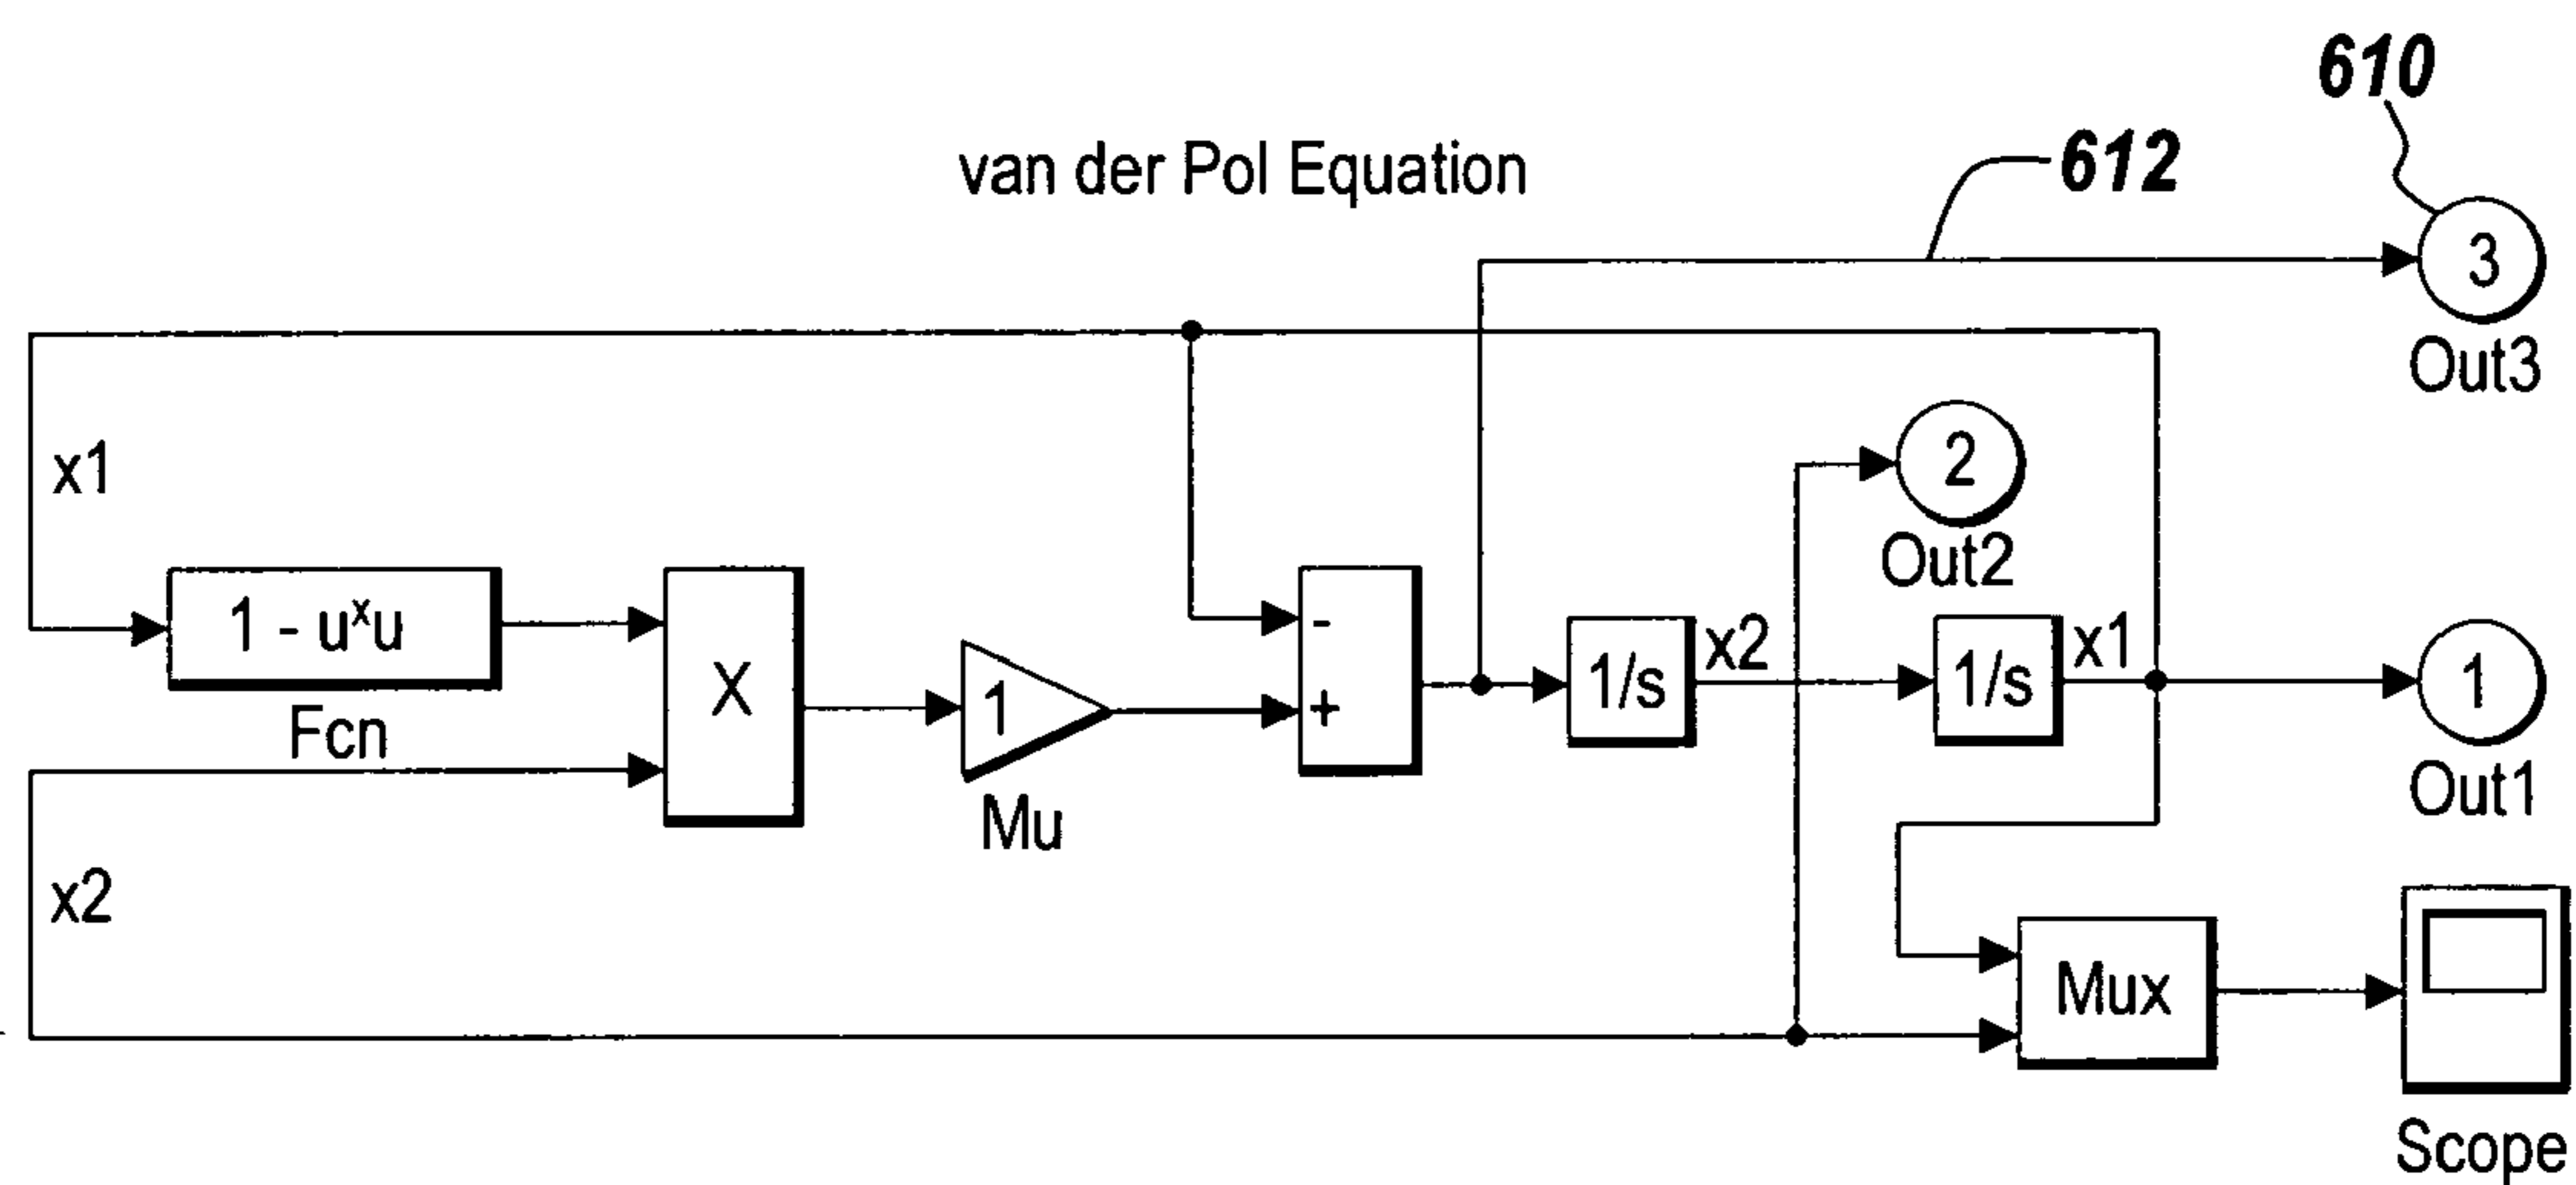 610
van der Pol Equation
612
3
Out3
x1
2
Out2
1 - uˣu
Fcn
X
1
Mu
-
+
1/s
x2
1/s
x1
1
Out1
x2
Mux
Scope